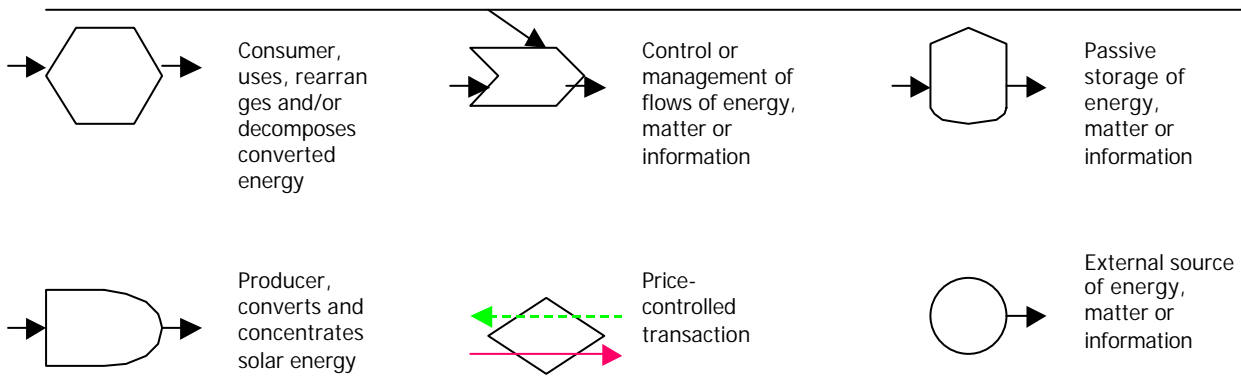 Consumer,
uses, rearran
ges and/or
decomposes
converted
energy
Control or
management of
flows of energy,
matter or
information
Passive
storage of
energy,
matter or
information
Producer,
converts and
concentrates
solar energy
Price-
controlled
transaction
External source
of energy,
matter or
information